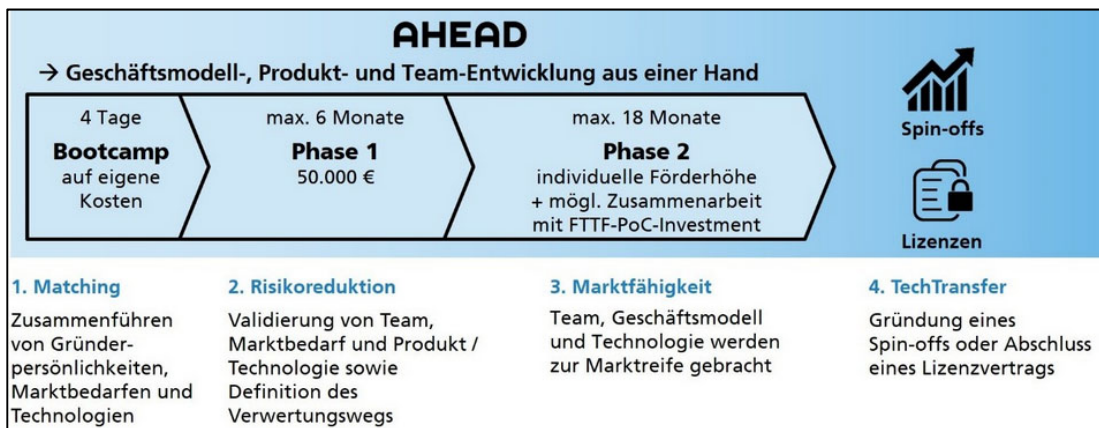 AHEAD
→ Geschäftsmodell-, Produkt- und Team-Entwicklung aus einer Hand
4 Tage
Bootcamp
auf eigene
Kosten
max. 6 Monate
Phase 1
50.000 €
max. 18 Monate
Phase 2
individuelle Förderhöhe
+ mögl. Zusammenarbeit
mit FTTF-PoC-Investment
Spin-offs
Lizenzen
1. Matching
Zusammenführen
von Gründer-
persönlichkeiten,
Marktbedarfen und
Technologien
2. Risikoreduktion
Validierung von Team,
Marktbedarf und Produkt /
Technologie sowie
Definition des
Verwertungswegs
3. Marktfähigkeit
Team, Geschäftsmodell
und Technologie werden
zur Marktreife gebracht
4. TechTransfer
Gründung eines
Spin-offs oder Abschluss
eines Lizenzvertrags